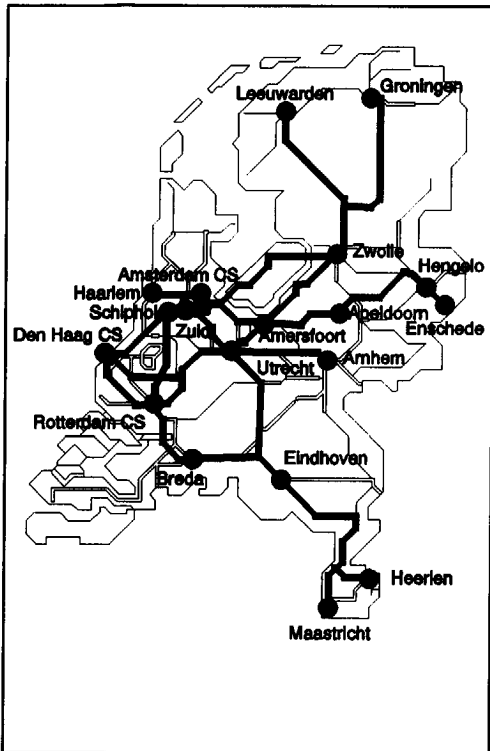 Groningen
Leeuwarden
Zwolle
Hengelo
Amsterdam CS
Haarlem
Schiphol
Apeldoorn
Enschede
Zuid
Den Haag CS
Amersfoort
Arnhem
Utrecht
Rotterdam CS
Eindhoven
Breda
Heerlen
Maastricht